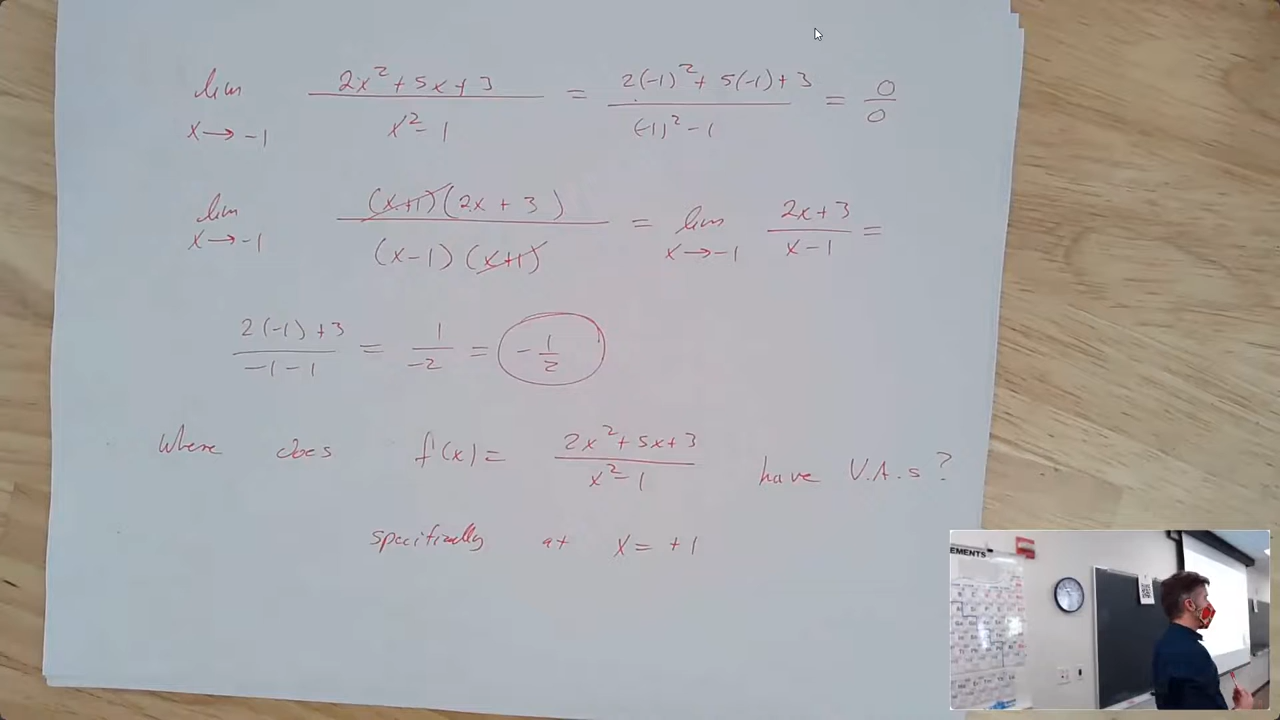 lim x→-1 (2x²+5x+3)/(x²-1) = (2(-1)²+5(-1)+3)/((-1)²-1) = 0/0
lim x→-1 ((x+1)(2x+3))/((x-1)(x+1)) = lim x→-1 (2x+3)/(x-1) =
(2(-1)+3)/(-1-1) = 1/-2 = -1/2
Where does f(x) = (2x²+5x+3)/(x²-1) have V.A.s?
specifically at x = +1
EMENTS